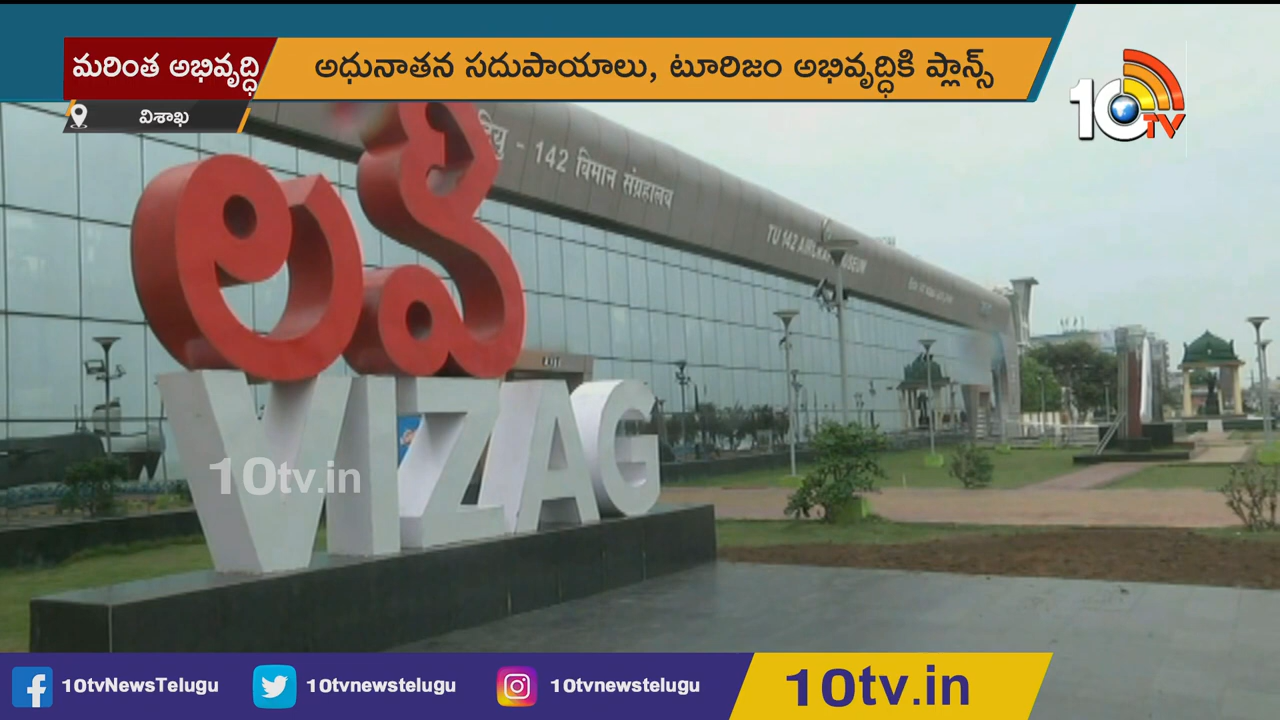 మరింత అభివృద్ధి
అధునాతన సదుపాయాలు, టూరిజం అభివృద్ధికి ప్లాన్స్
విశాఖ
10TV
142 विमान संग्रहालय
TU 142 AIRCRAFT MUSEUM
లవ్
VIZAG
10tv.in
10tvNewsTelugu
10tvnewstelugu
10tvnewstelugu
10tv.in